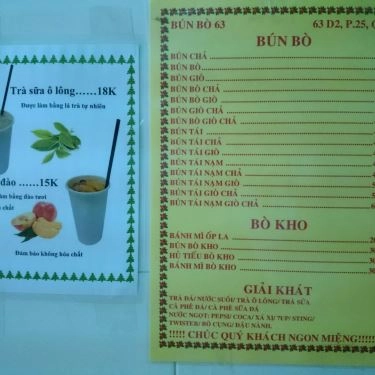 Trà sữa ô lông......18K
Được làm bằng lá trà tự nhiên
đào ......15K
làm bằng đào tươi
chất
Đảm bảo không hóa chất
BÚN BÒ 63 63 D2, P.25,
BÚN BÒ
BÚN CHẢ
BÚN BÒ
BÚN GIÒ
BÚN BÒ CHẢ
BÚN BÒ GIÒ
BÚN GIÒ CHẢ
BÚN BÒ GIÒ CHẢ
BÚN TÁI
BÚN TÁI CHẢ
BÚN TÁI GIÒ
BÚN TÁI NẠM
BÚN TÁI NẠM CHẢ
BÚN TÁI NẠM GIÒ
BÚN TÁI NẠM GIÒ CHẢ
BÒ KHO
BÁNH MÌ ỐP LA
BÚN BÒ KHO
HỦ TIẾU BÒ KHO
BÁNH MÌ BÒ KHO
GIẢI KHÁT
TRÀ ĐÁ/ NƯỚC SUỐI/ TRÀ Ô LÔNG/ TRÀ SỮA
CÀ PHÊ ĐÁ/ CÀ PHÊ SỮA ĐÁ
NƯỚC NGỌT: PEPSI/ COCA/ XÁ XỊ/ 7UP/ STING/
TWISTER/ BÒ CỤNG/ ĐẬU NÀNH.
!!!!! CHÚC QUÝ KHÁCH NGON MIỆNG!!!!!